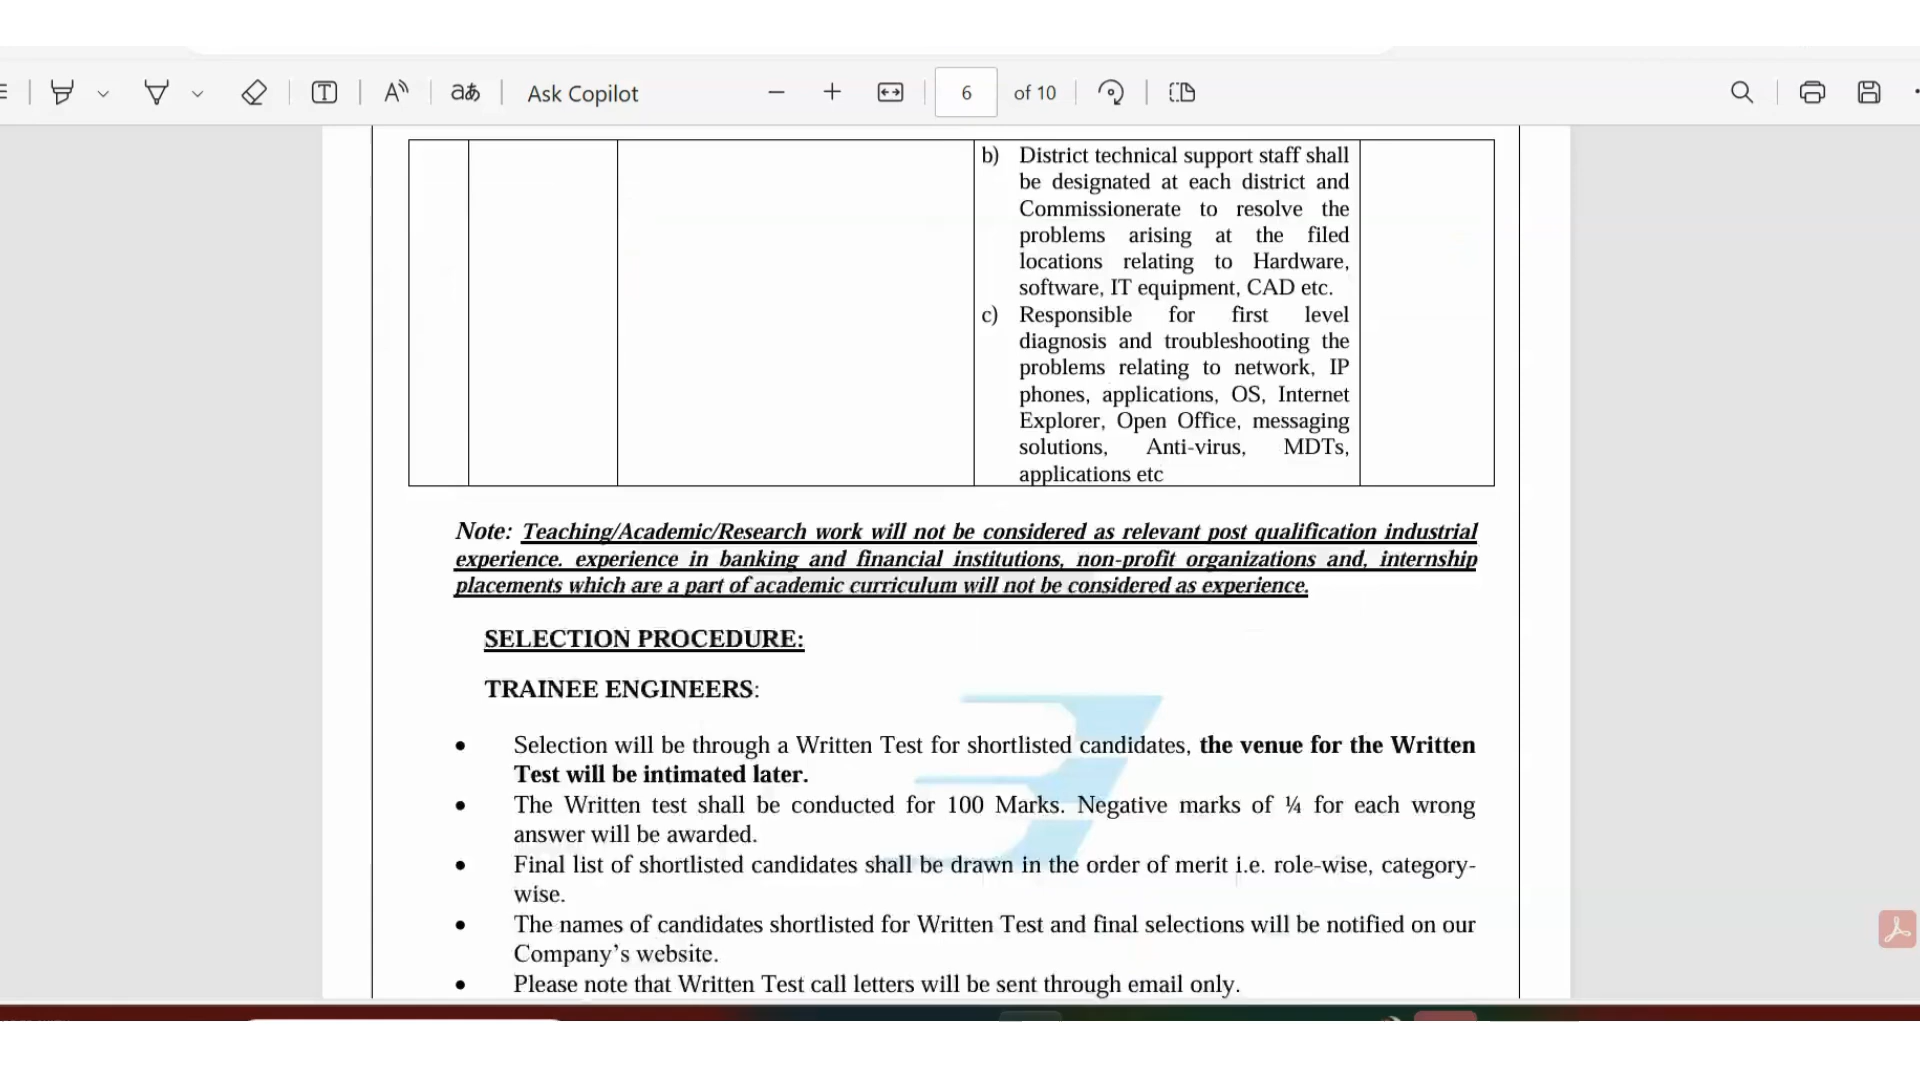 Ask Copilot
6 of 10
b) District technical support staff shall
be designated at each district and
Commissionerate to resolve the
problems arising at the filed
locations relating to Hardware,
software, IT equipment, CAD etc.
c) Responsible for first level
diagnosis and troubleshooting the
problems relating to network, IP
phones, applications, OS, Internet
Explorer, Open Office, messaging
solutions, Anti-virus, MDTs,
applications etc
Note: Teaching/Academic/Research work will not be considered as relevant post qualification industrial
experience. experience in banking and financial institutions, non-profit organizations and, internship
placements which are a part of academic curriculum will not be considered as experience.
SELECTION PROCEDURE:
TRAINEE ENGINEERS:
• Selection will be through a Written Test for shortlisted candidates, the venue for the Written
Test will be intimated later.
• The Written test shall be conducted for 100 Marks. Negative marks of ¼ for each wrong
answer will be awarded.
• Final list of shortlisted candidates shall be drawn in the order of merit i.e. role-wise, category-
wise.
• The names of candidates shortlisted for Written Test and final selections will be notified on our
Company’s website.
• Please note that Written Test call letters will be sent through email only.